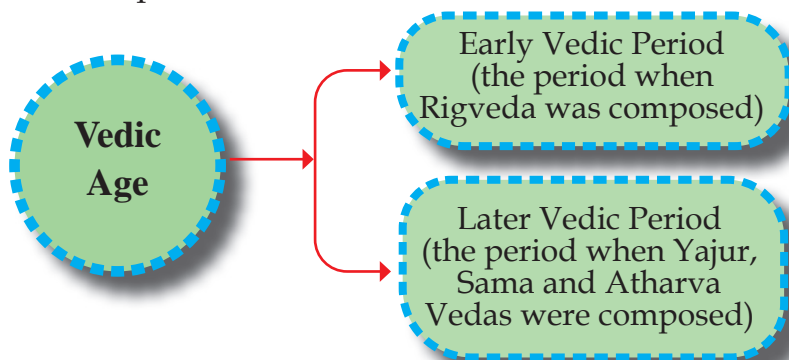 Vedic
Age
Early Vedic Period
(the period when
Rigveda was composed)
Later Vedic Period
(the period when Yajur,
Sama and Atharva
Vedas were composed)